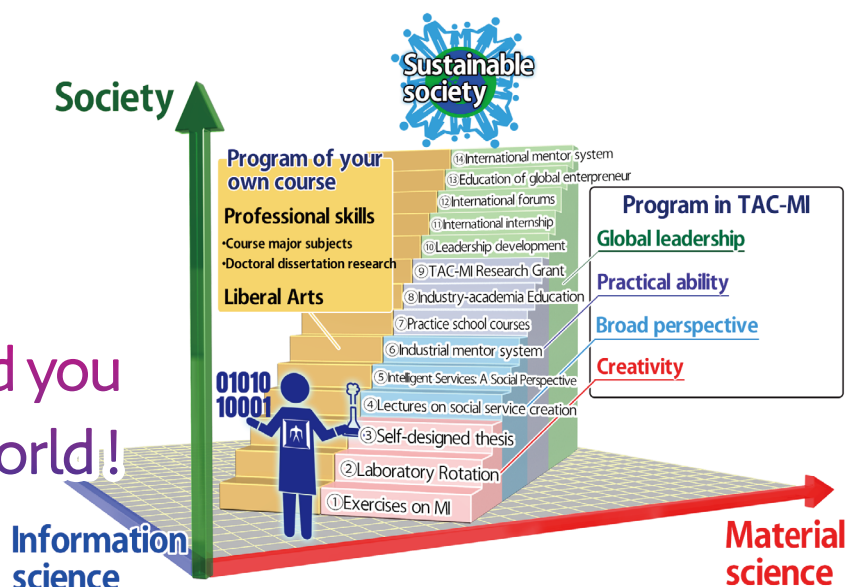 Sustainable
society
Society
Program of your
own course
Professional skills
•Course major subjects
•Doctoral dissertation research
Liberal Arts
⑭International mentor system
⑬Education of global enterpreneur
⑫International forums
⑪International internship
⑩Leadership development
⑨TAC-MI Research Grant
⑧Industry-academia Education
⑦Practice school courses
⑥Industrial mentor system
⑤Intelligent Services: A Social Perspective
④Lectures on social service creation
③Self-designed thesis
②Laboratory Rotation
①Exercises on MI
Program in TAC-MI
Global leadership
Practical ability
Broad perspective
Creativity
d you
orld !
01010
10001
Information
science
Material
science